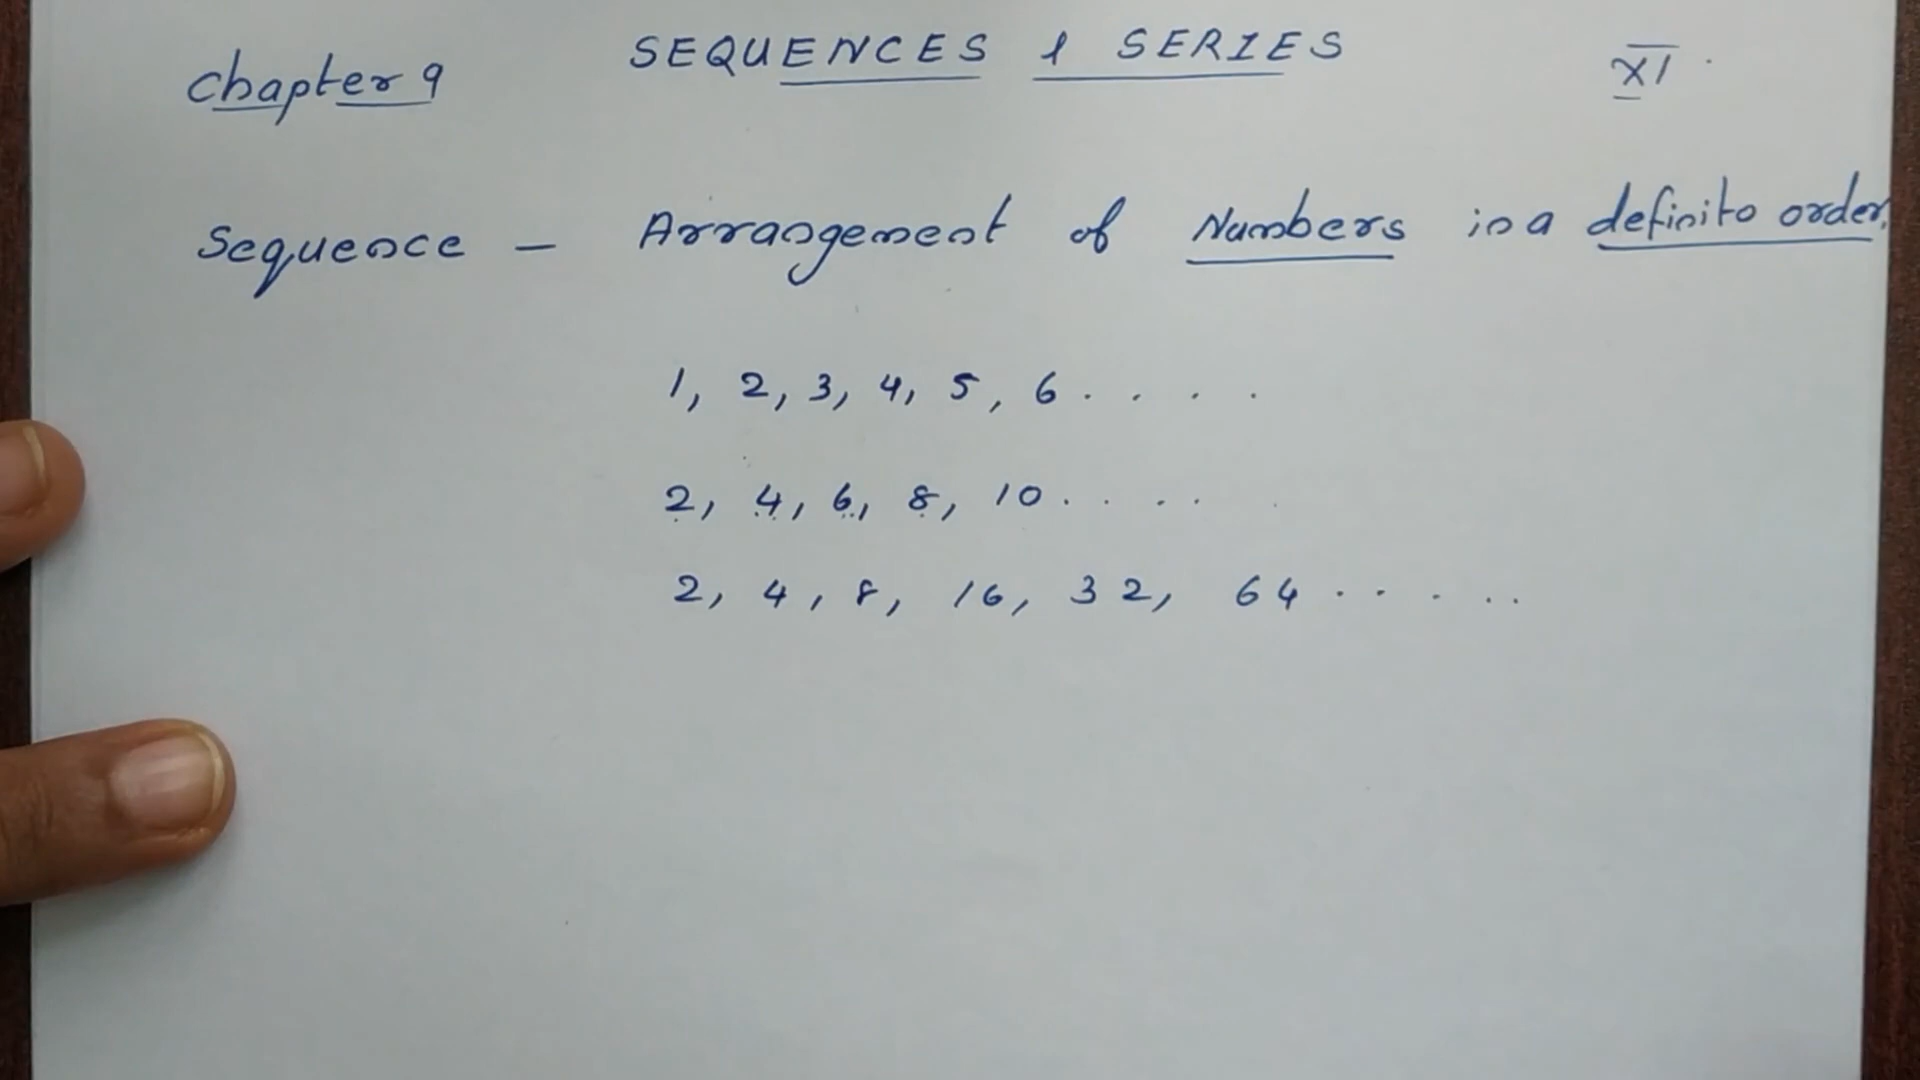 Chapter 9 SEQUENCES & SERIES XI
Sequence - Arrangement of Numbers in a definite order.
1, 2, 3, 4, 5, 6 . . . .
2, 4, 6, 8, 10 . . . .
2, 4, 8, 16, 32, 64 . . . . .